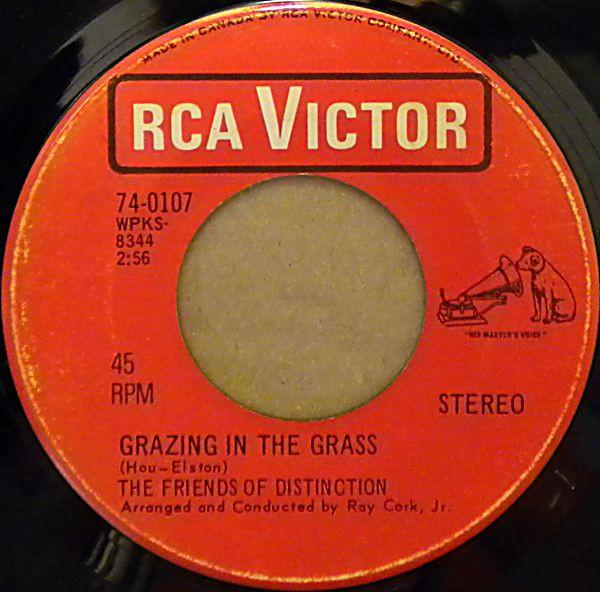 MADE IN CANADA BY RCA VICTOR COMPANY, LTD.
RCA VICTOR
74-0107
WPKS-
8344
2:56
"HIS MASTER'S VOICE"
45
RPM
STEREO
GRAZING IN THE GRASS
(Hou-Elston)
THE FRIENDS OF DISTINCTION
Arranged and Conducted by Ray Cork, Jr.